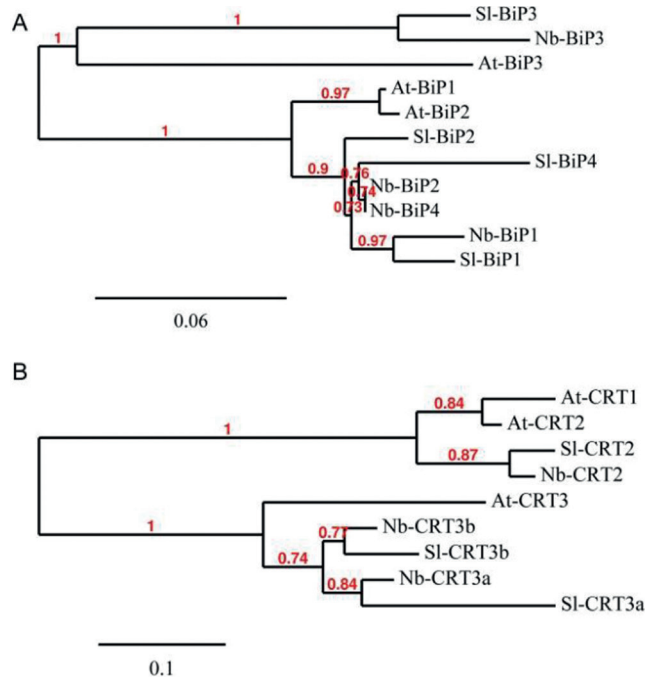 A
Sl-BiP3
1
1
Nb-BiP3
At-BiP3
At-BiP1
0.97
At-BiP2
1
Sl-BiP2
0.9
0.76
Sl-BiP4
Nb-BiP2
0.74
0.73
Nb-BiP4
Nb-BiP1
0.97
Sl-BiP1
0.06
B
At-CRT1
0.84
At-CRT2
1
Sl-CRT2
0.87
Nb-CRT2
At-CRT3
1
Nb-CRT3b
0.77
0.74
Sl-CRT3b
Nb-CRT3a
0.84
Sl-CRT3a
0.1